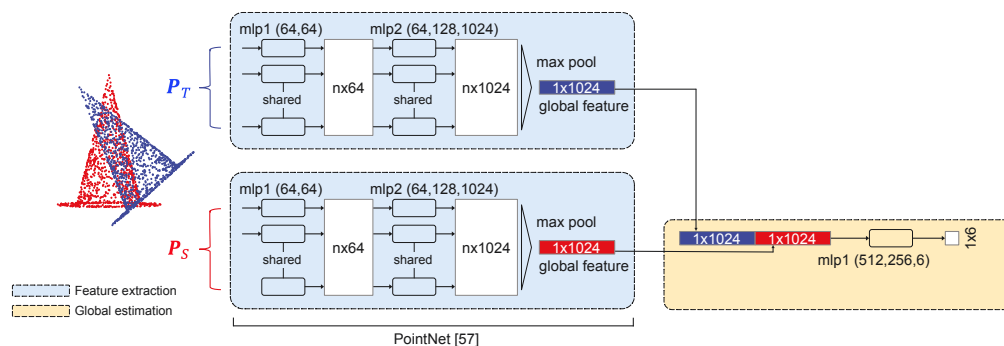 mlp1 (64,64)
mlp2 (64,128,1024)
P_T
shared
nx64
shared
nx1024
max pool
1x1024
global feature
mlp1 (64,64)
mlp2 (64,128,1024)
P_S
shared
nx64
shared
nx1024
max pool
1x1024
global feature
1x1024
1x1024
mlp1 (512,256,6)
1x6
Feature extraction
Global estimation
PointNet [57]